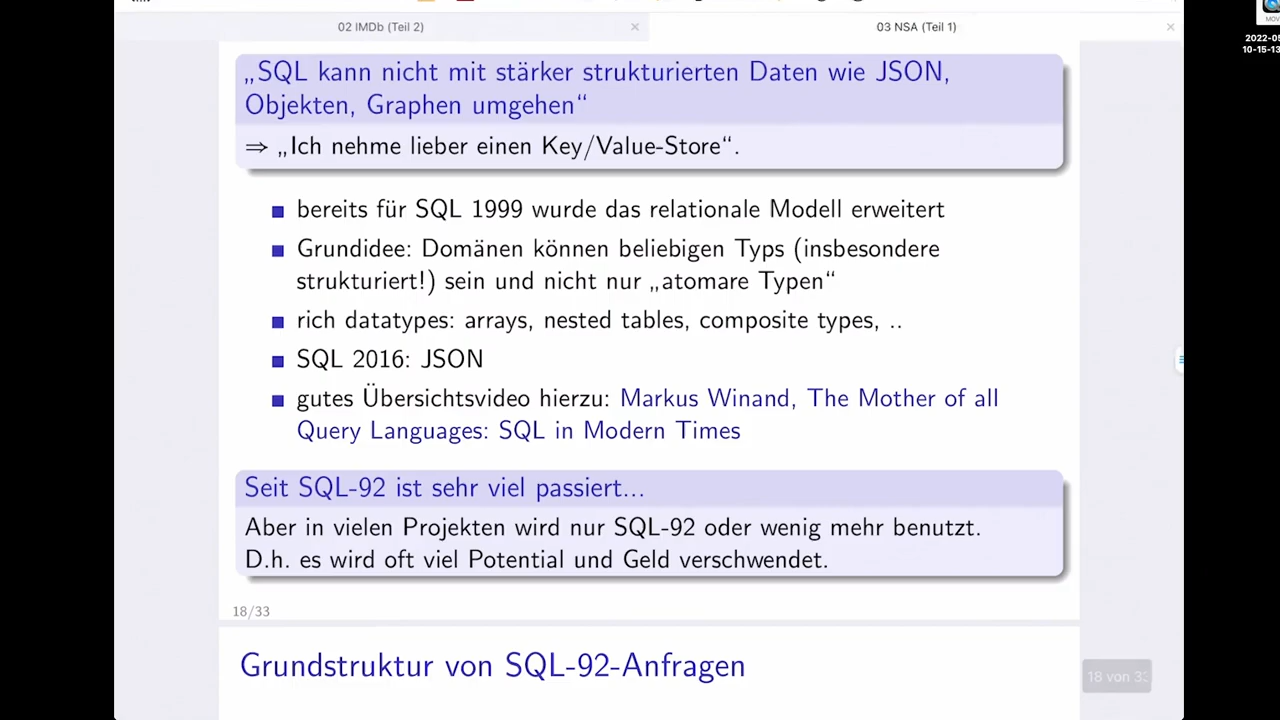 02 IMDb (Teil 2)
×
03 NSA (Teil 1)
×
2022-05
10-15-13
„SQL kann nicht mit stärker strukturierten Daten wie JSON,
Objekten, Graphen umgehen“
⇒ „Ich nehme lieber einen Key/Value-Store“.
■ bereits für SQL 1999 wurde das relationale Modell erweitert
■ Grundidee: Domänen können beliebigen Typs (insbesondere
strukturiert!) sein und nicht nur „atomare Typen“
■ rich datatypes: arrays, nested tables, composite types, ..
■ SQL 2016: JSON
■ gutes Übersichtsvideo hierzu: Markus Winand, The Mother of all
Query Languages: SQL in Modern Times
Seit SQL-92 ist sehr viel passiert...
Aber in vielen Projekten wird nur SQL-92 oder wenig mehr benutzt.
D.h. es wird oft viel Potential und Geld verschwendet.
18/33
Grundstruktur von SQL-92-Anfragen
18 von 33